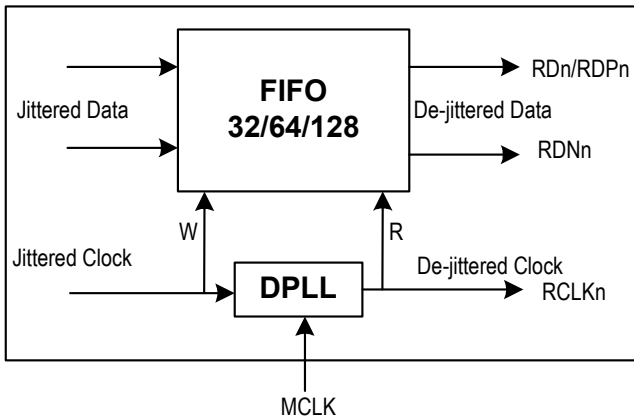 FIFO
32/64/128
Jittered Data
De-jittered Data
RDn/RDPn
RDNn
W
R
Jittered Clock
DPLL
De-jittered Clock
RCLKn
MCLK